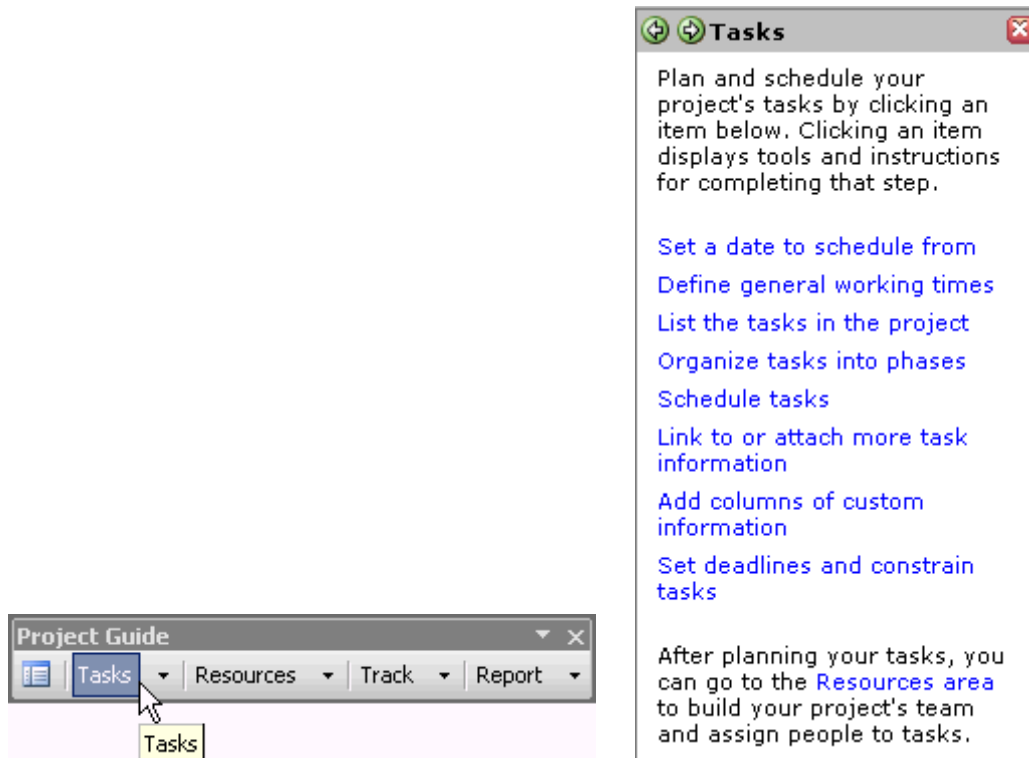 Tasks
Plan and schedule your
project's tasks by clicking an
item below. Clicking an item
displays tools and instructions
for completing that step.
Set a date to schedule from
Define general working times
List the tasks in the project
Organize tasks into phases
Schedule tasks
Link to or attach more task
information
Add columns of custom
information
Set deadlines and constrain
tasks
After planning your tasks, you
can go to the Resources area
to build your project's team
and assign people to tasks.
Project Guide
Tasks Resources Track Report
Tasks